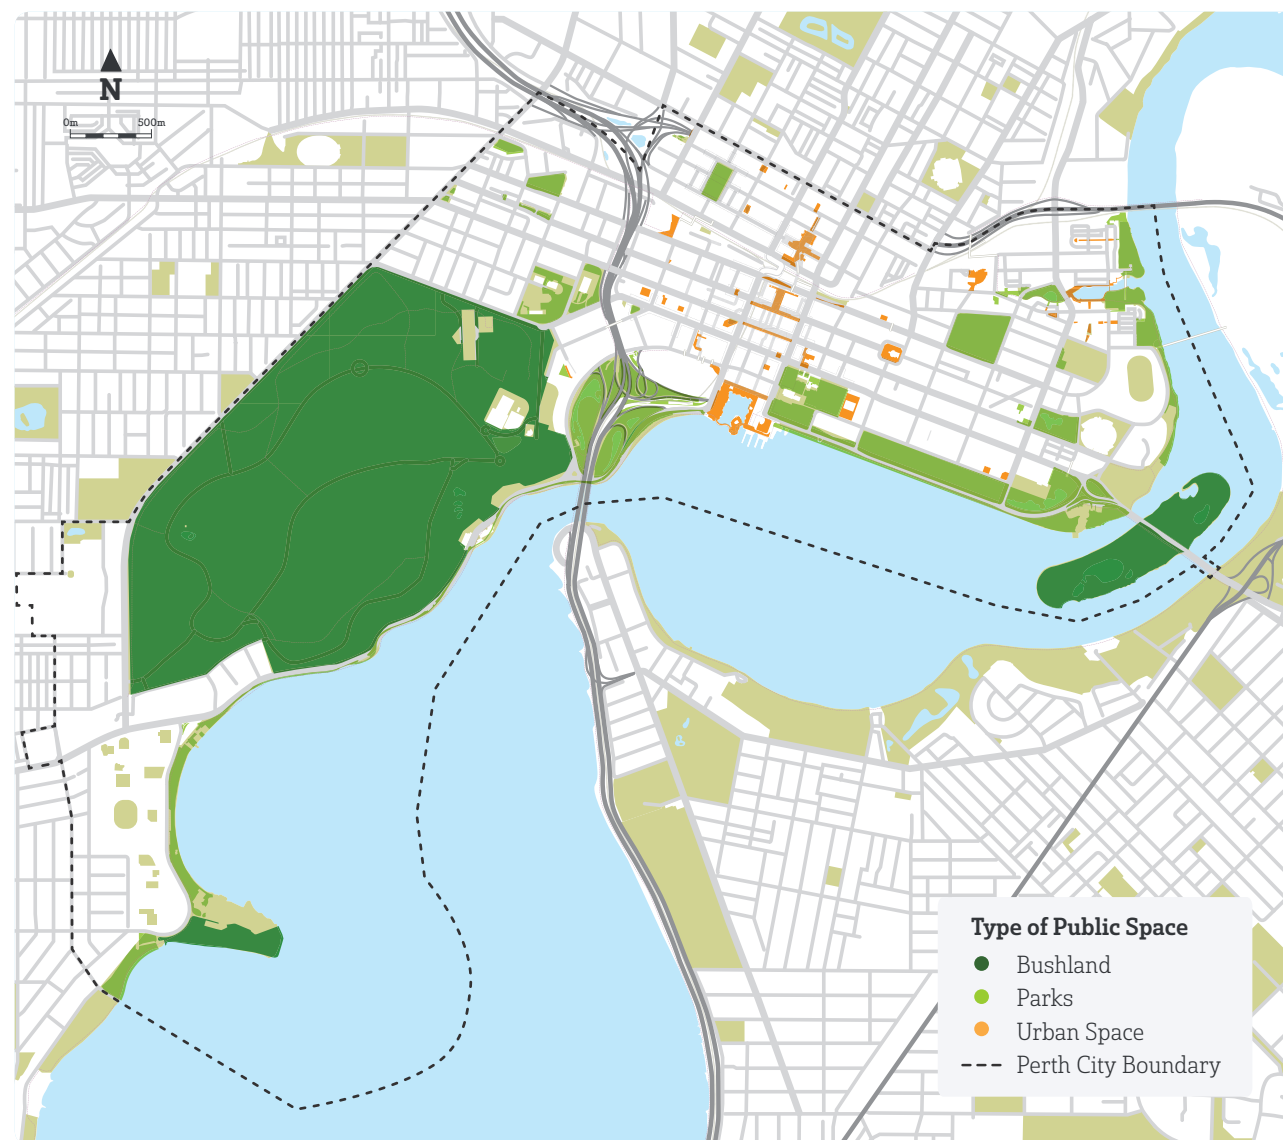 N
0m 500m
Type of Public Space
Bushland
Parks
Urban Space
Perth City Boundary